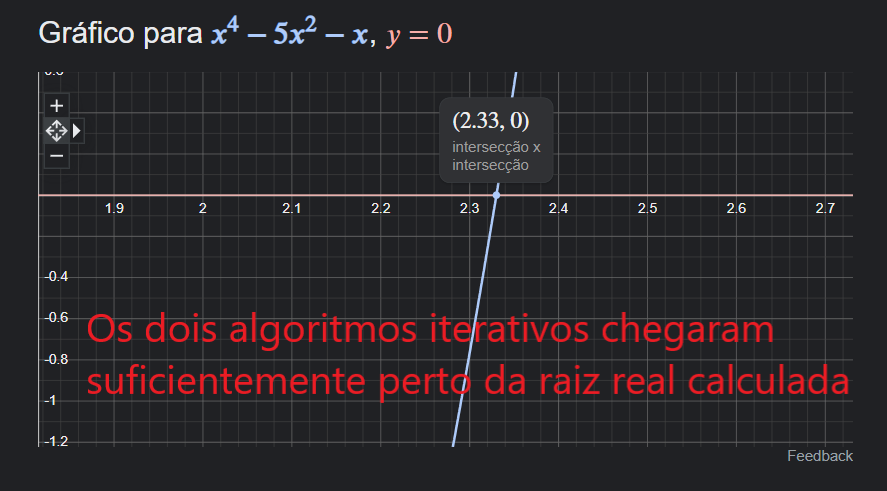 Gráfico para x⁴ – 5x² – x, y = 0
+
–
(2.33, 0)
intersecção x
intersecção
1.9 2 2.1 2.2 2.3 2.4 2.5 2.6 2.7
-0.4
-0.6
-0.8
-1
-1.2
Os dois algoritmos iterativos chegaram
suficientemente perto da raiz real calculada
Feedback